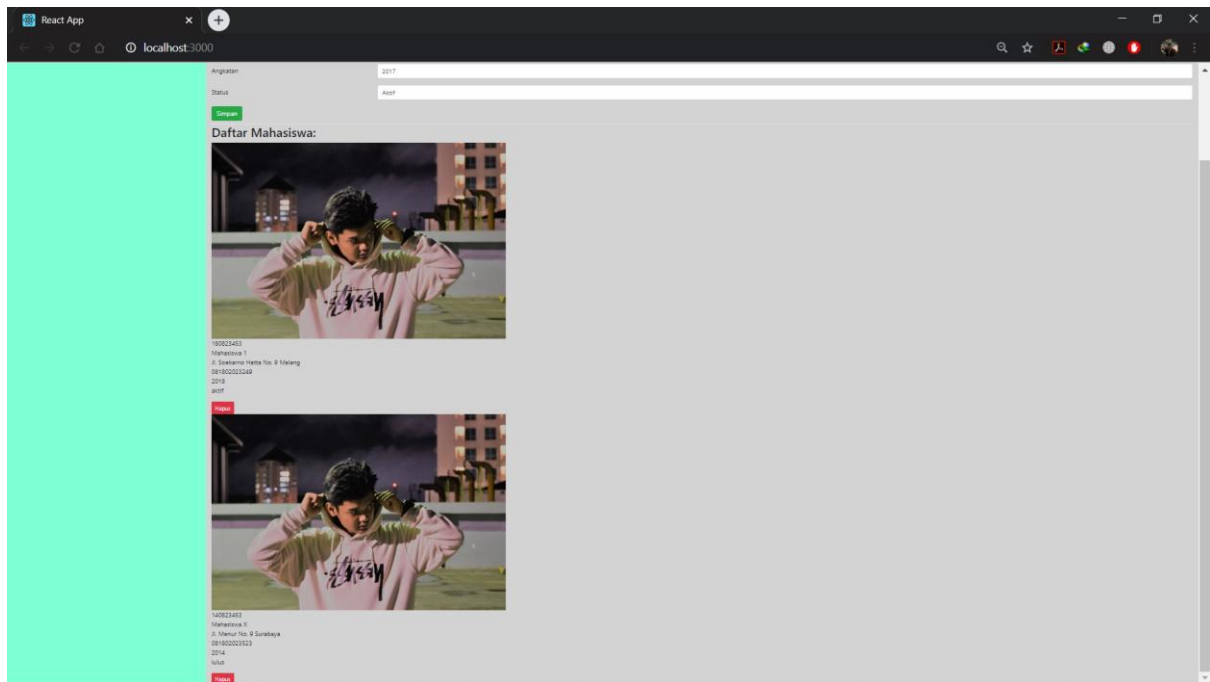 React App
localhost:3000
Angkatan 2017
Status Aktif
Simpan
Daftar Mahasiswa:
160823453
Mahasiswa 1
Jl. Soekarno Hatta No. 9 Malang
081802023249
2018
aktif
Hapus
140823453
Mahasiswa X
Jl. Menur No. 9 Surabaya
081802023523
2014
lulus
Hapus